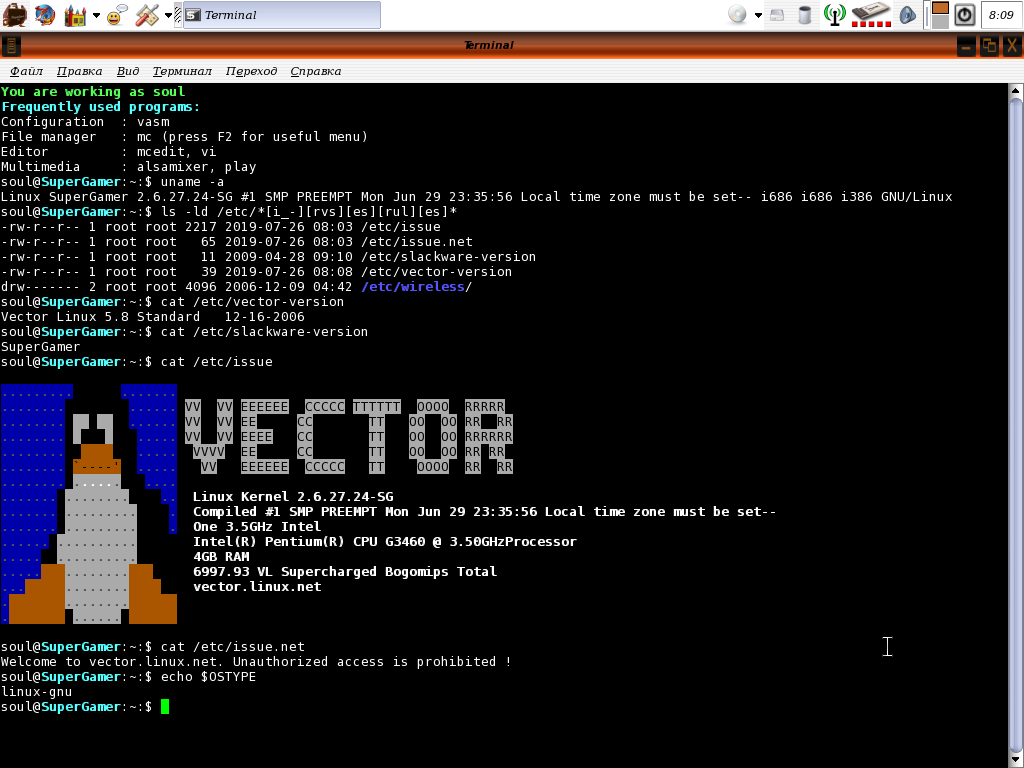 Terminal
8:09
Terminal
Файл Правка Вид Терминал Переход Справка
You are working as soul
Frequently used programs:
Configuration : vasm
File manager : mc (press F2 for useful menu)
Editor : mcedit, vi
Multimedia : alsamixer, play
soul@SuperGamer:~:$ uname -a
Linux SuperGamer 2.6.27.24-SG #1 SMP PREEMPT Mon Jun 29 23:35:56 Local time zone must be set-- i686 i686 i386 GNU/Linux
soul@SuperGamer:~:$ ls -ld /etc/*[i_-][rvs][es][rul][es]*
-rw-r--r-- 1 root root 2217 2019-07-26 08:03 /etc/issue
-rw-r--r-- 1 root root   65 2019-07-26 08:03 /etc/issue.net
-rw-r--r-- 1 root root   11 2009-04-28 09:10 /etc/slackware-version
-rw-r--r-- 1 root root   39 2019-07-26 08:08 /etc/vector-version
drw------- 2 root root 4096 2006-12-09 04:42 /etc/wireless/
soul@SuperGamer:~:$ cat /etc/vector-version
Vector Linux 5.8 Standard   12-16-2006
soul@SuperGamer:~:$ cat /etc/slackware-version
SuperGamer
soul@SuperGamer:~:$ cat /etc/issue
VV  VV EEEEEE  CCCCC TTTTTT  OOOO  RRRRR
VV  VV EE     CC       TT   OO  OO RR  RR
VV  VV EEEE   CC       TT   OO  OO RRRRRR
 VVVV  EE     CC       TT   OO  OO RR RR
  VV   EEEEEE  CCCCC   TT    OOOO  RR  RR
Linux Kernel 2.6.27.24-SG
Compiled #1 SMP PREEMPT Mon Jun 29 23:35:56 Local time zone must be set--
One 3.5GHz Intel
Intel(R) Pentium(R) CPU G3460 @ 3.50GHzProcessor
4GB RAM
6997.93 VL Supercharged Bogomips Total
vector.linux.net
soul@SuperGamer:~:$ cat /etc/issue.net
Welcome to vector.linux.net. Unauthorized access is prohibited !
soul@SuperGamer:~:$ echo $OSTYPE
linux-gnu
soul@SuperGamer:~:$